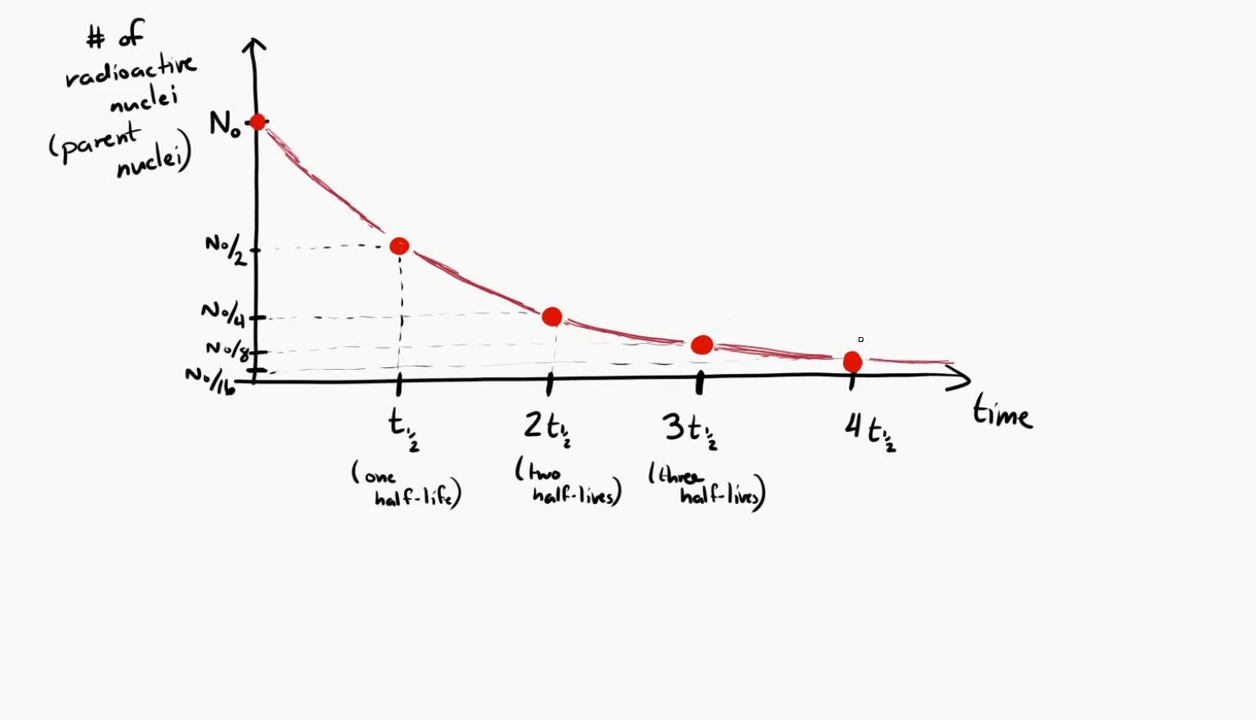 # of
radioactive
nuclei
(parent
nuclei)
N₀
N₀/2
N₀/4
N₀/8
N₀/16
t½
2t½
3t½
4t½
time
(one
half-life)
(two
half-lives)
(three
half-lives)